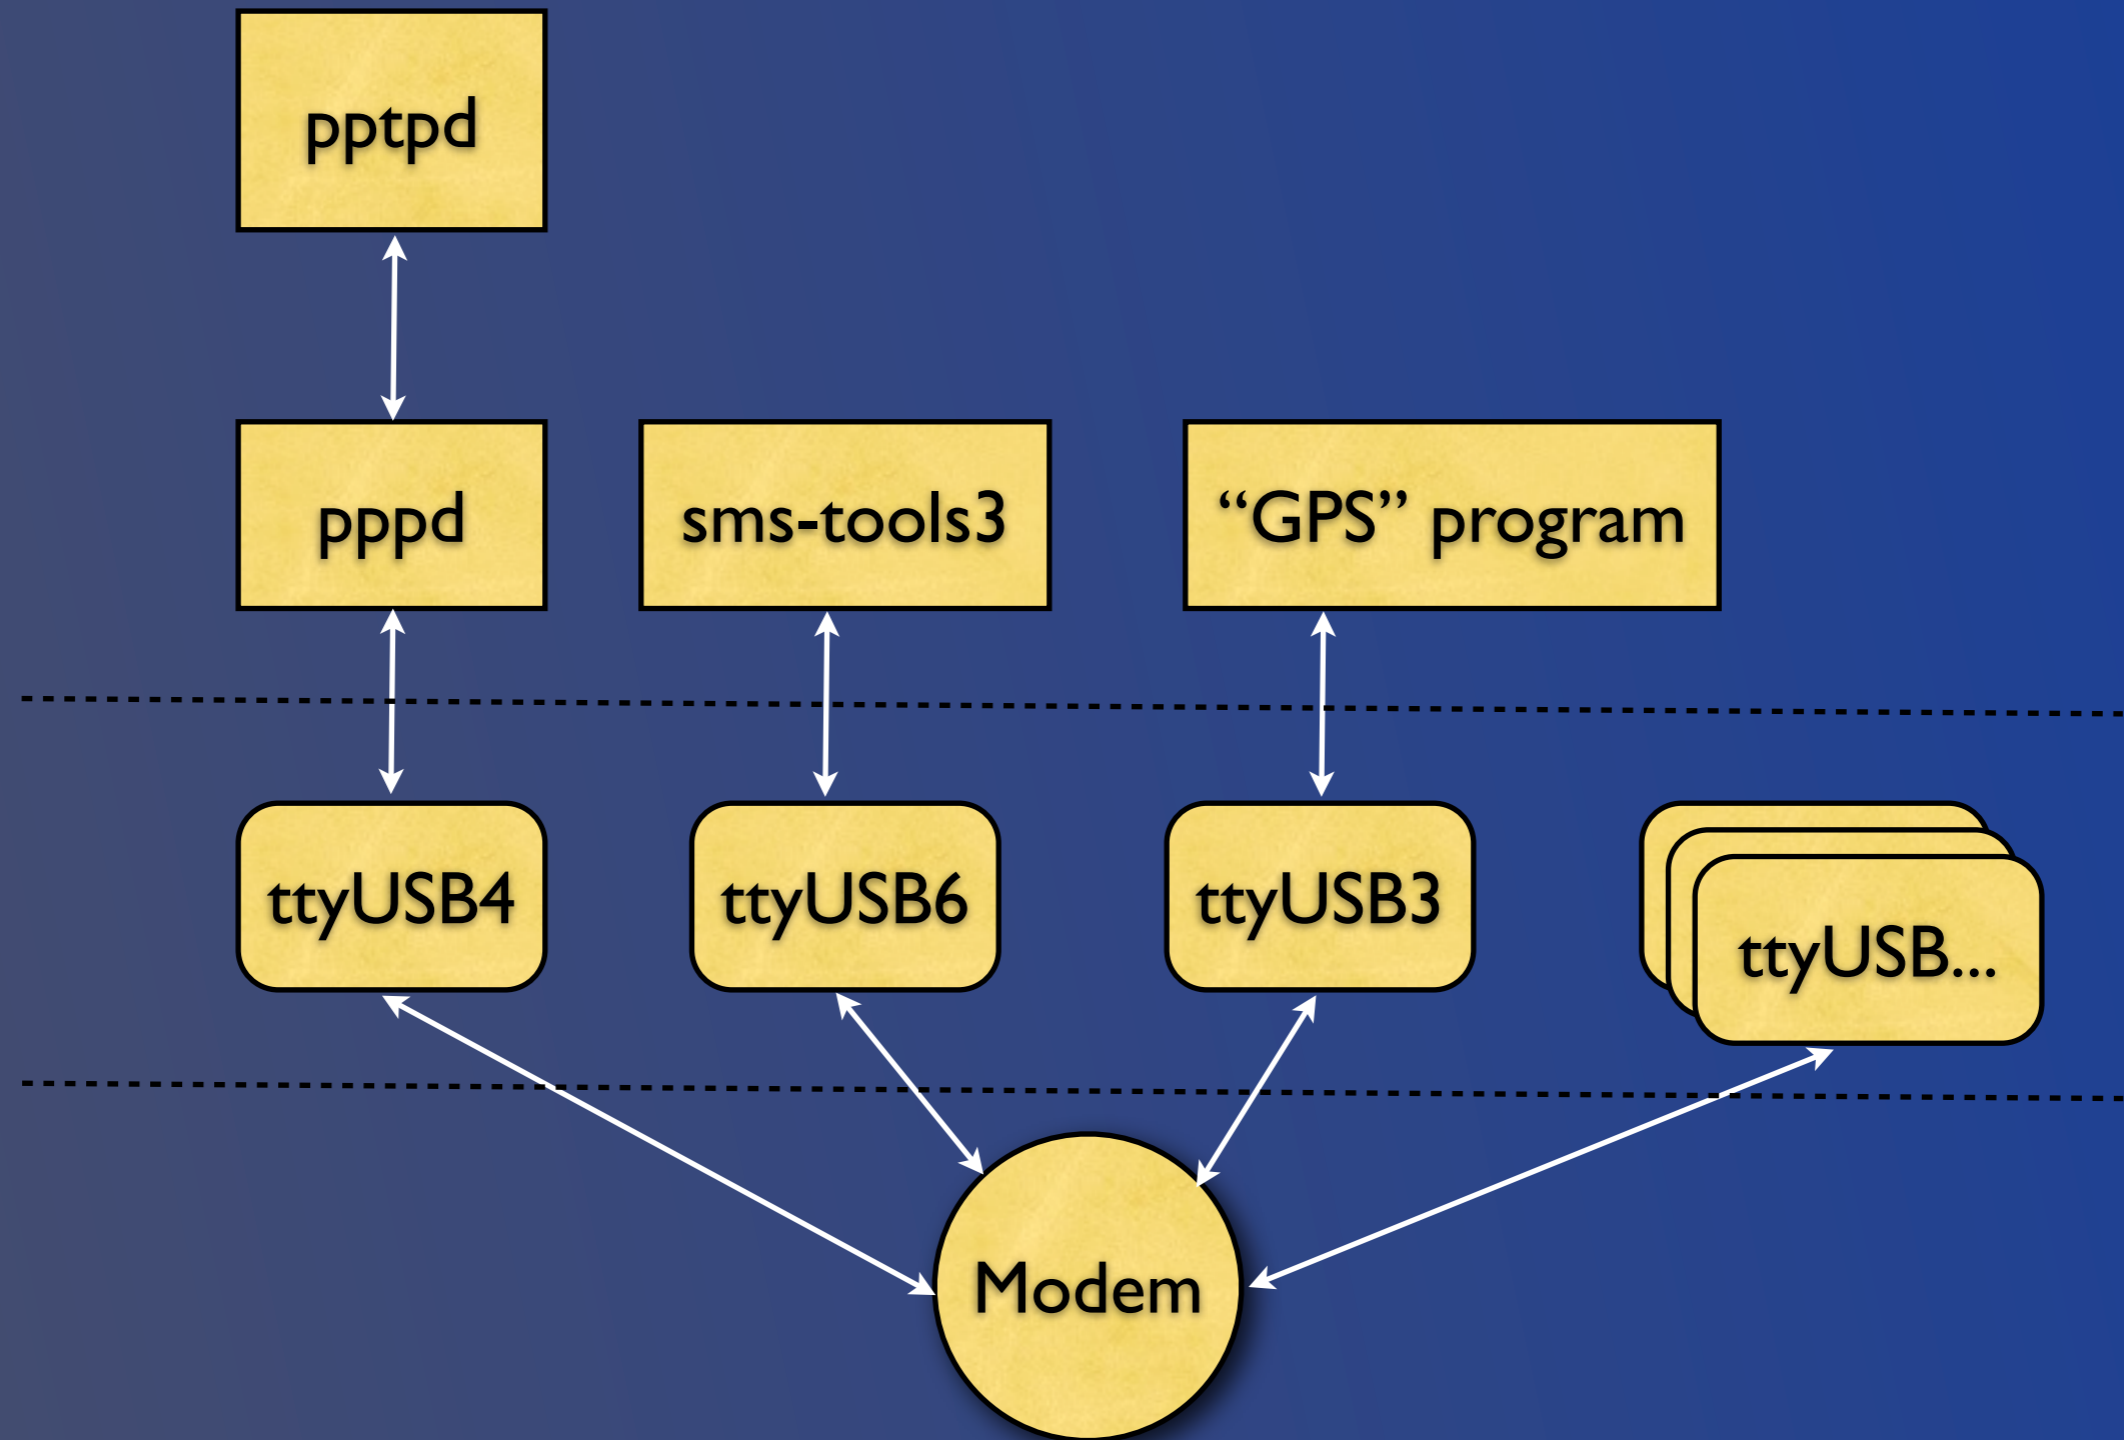 pptpd
pppd
sms-tools3
“GPS” program
ttyUSB4
ttyUSB6
ttyUSB3
ttyUSB...
Modem